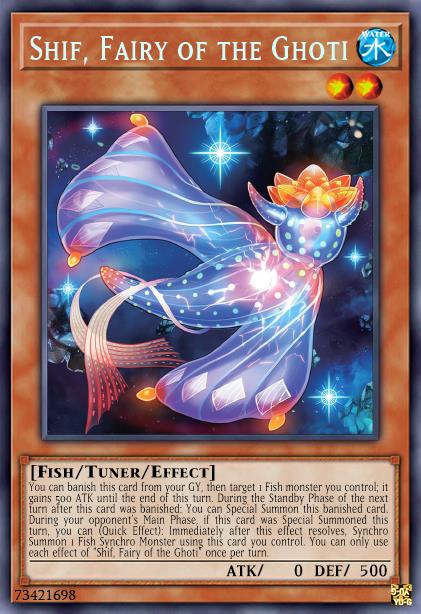 SHIF, FAIRY OF THE GHOTI
WATER
水
[FISH/TUNER/EFFECT]
You can banish this card from your GY, then target 1 Fish monster you control; it
gains 500 ATK until the end of this turn. During the Standby Phase of the next
turn after this card was banished: You can Special Summon this banished card.
During your opponent's Main Phase, if this card was Special Summoned this
turn, you can (Quick Effect): Immediately after this effect resolves, Synchro
Summon 1 Fish Synchro Monster using this card you control. You can only use
each effect of "Shif, Fairy of the Ghoti" once per turn.
ATK/ 0 DEF/ 500
73421698